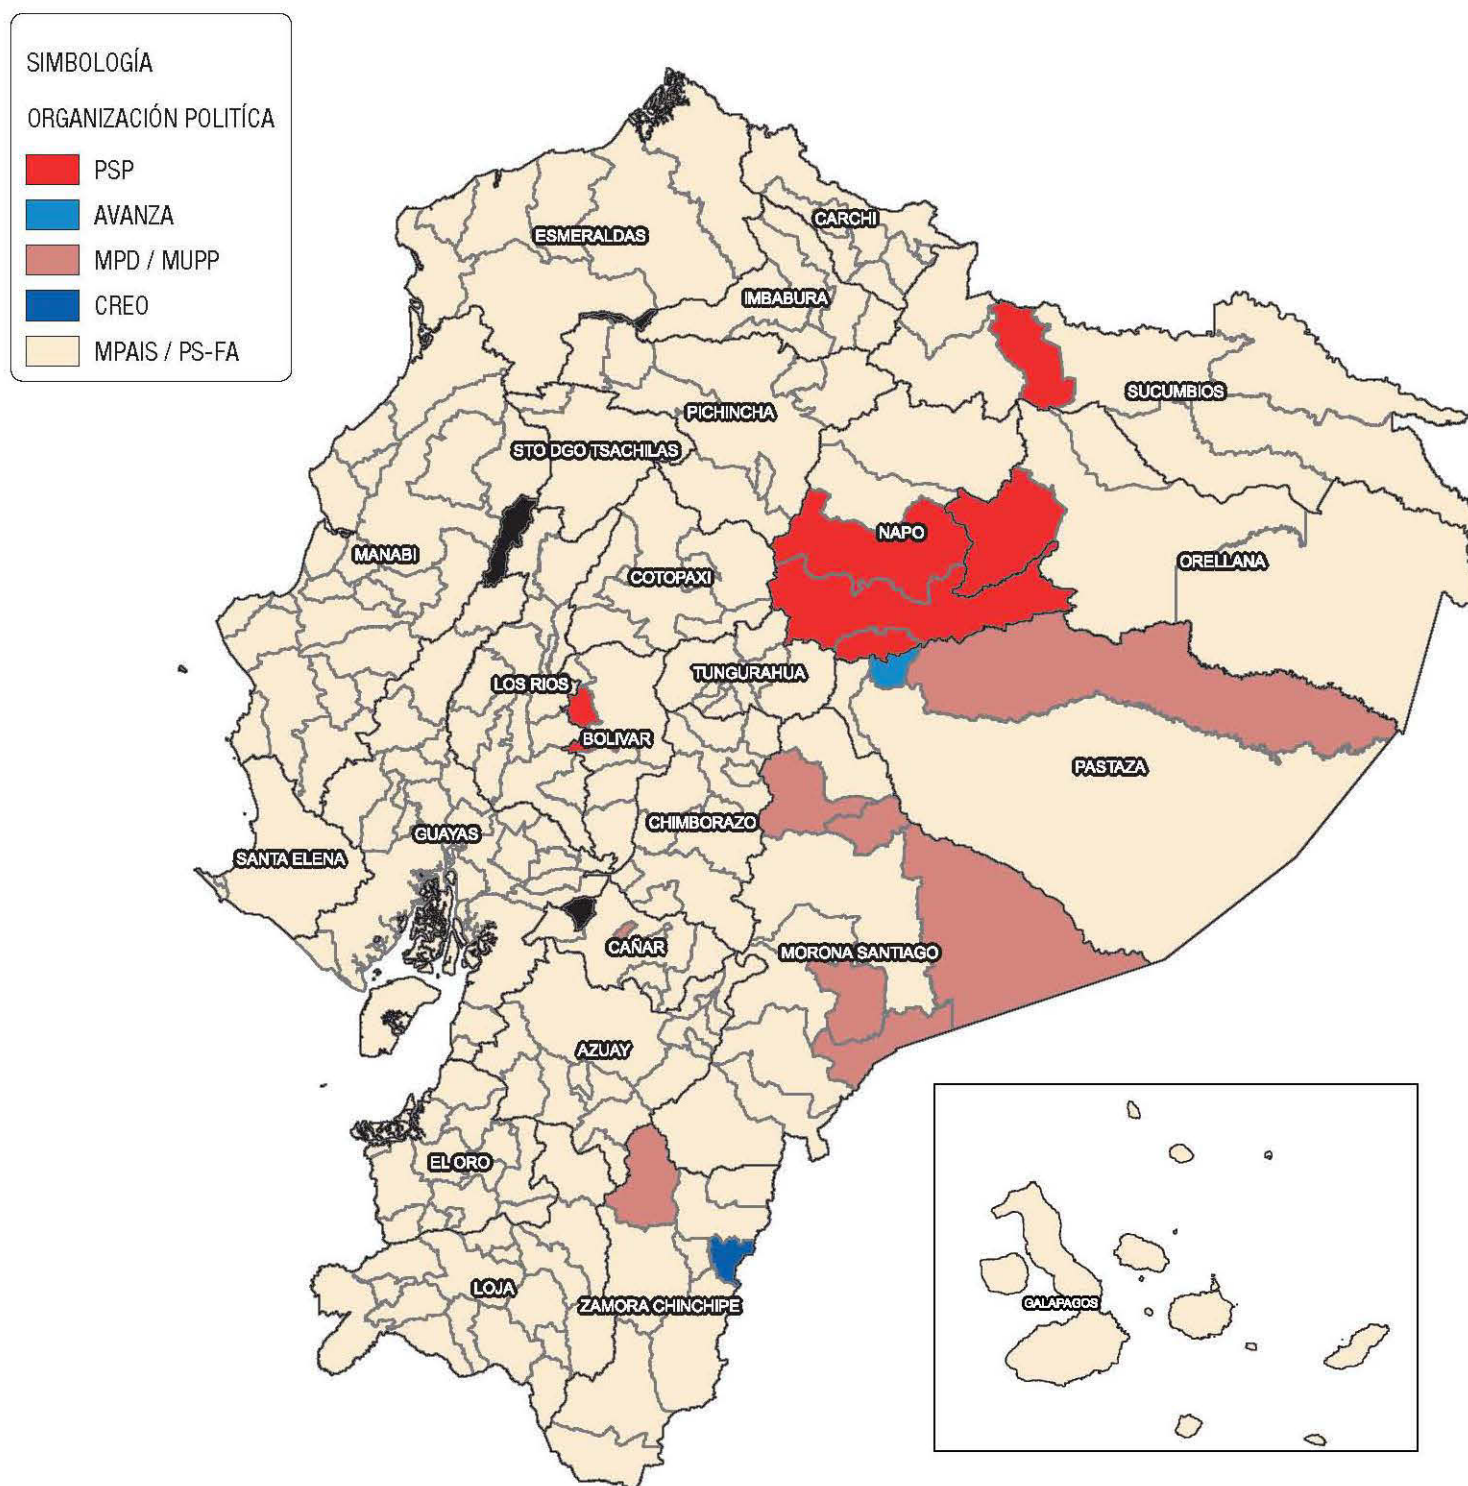 SIMBOLOGÍA
ORGANIZACIÓN POLITÍCA
PSP
AVANZA
MPD / MUPP
CREO
MPAIS / PS-FA
ESMERALDAS
CARCHI
IMBABURA
SUCUMBIOS
PICHINCHA
STO DGO TSACHILAS
NAPO
MANABI
COTOPAXI
ORELLANA
TUNGURAHUA
LOS RIOS
BOLIVAR
PASTAZA
CHIMBORAZO
GUAYAS
SANTA ELENA
CAÑAR
MORONA SANTIAGO
AZUAY
EL ORO
LOJA
ZAMORA CHINCHIPE
GALAPAGOS